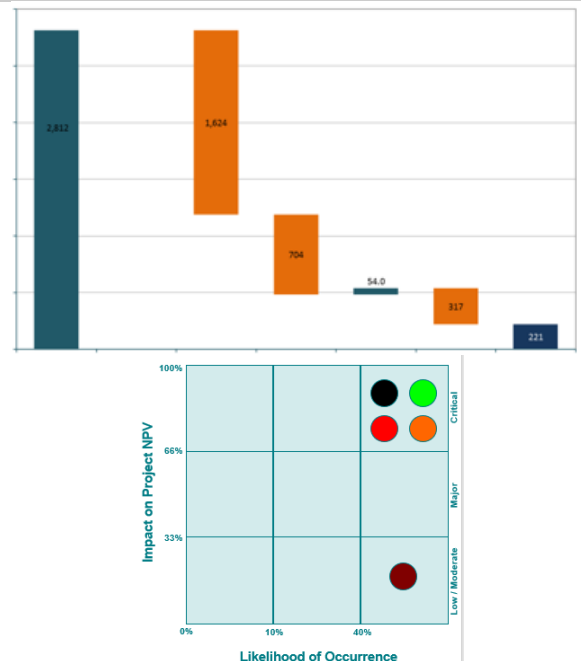 2,812
1,624
704
54.0
317
221
100%
66%
33%
0%
10%
40%
Impact on Project NPV
Critical
Major
Low / Moderate
Likelihood of Occurrence